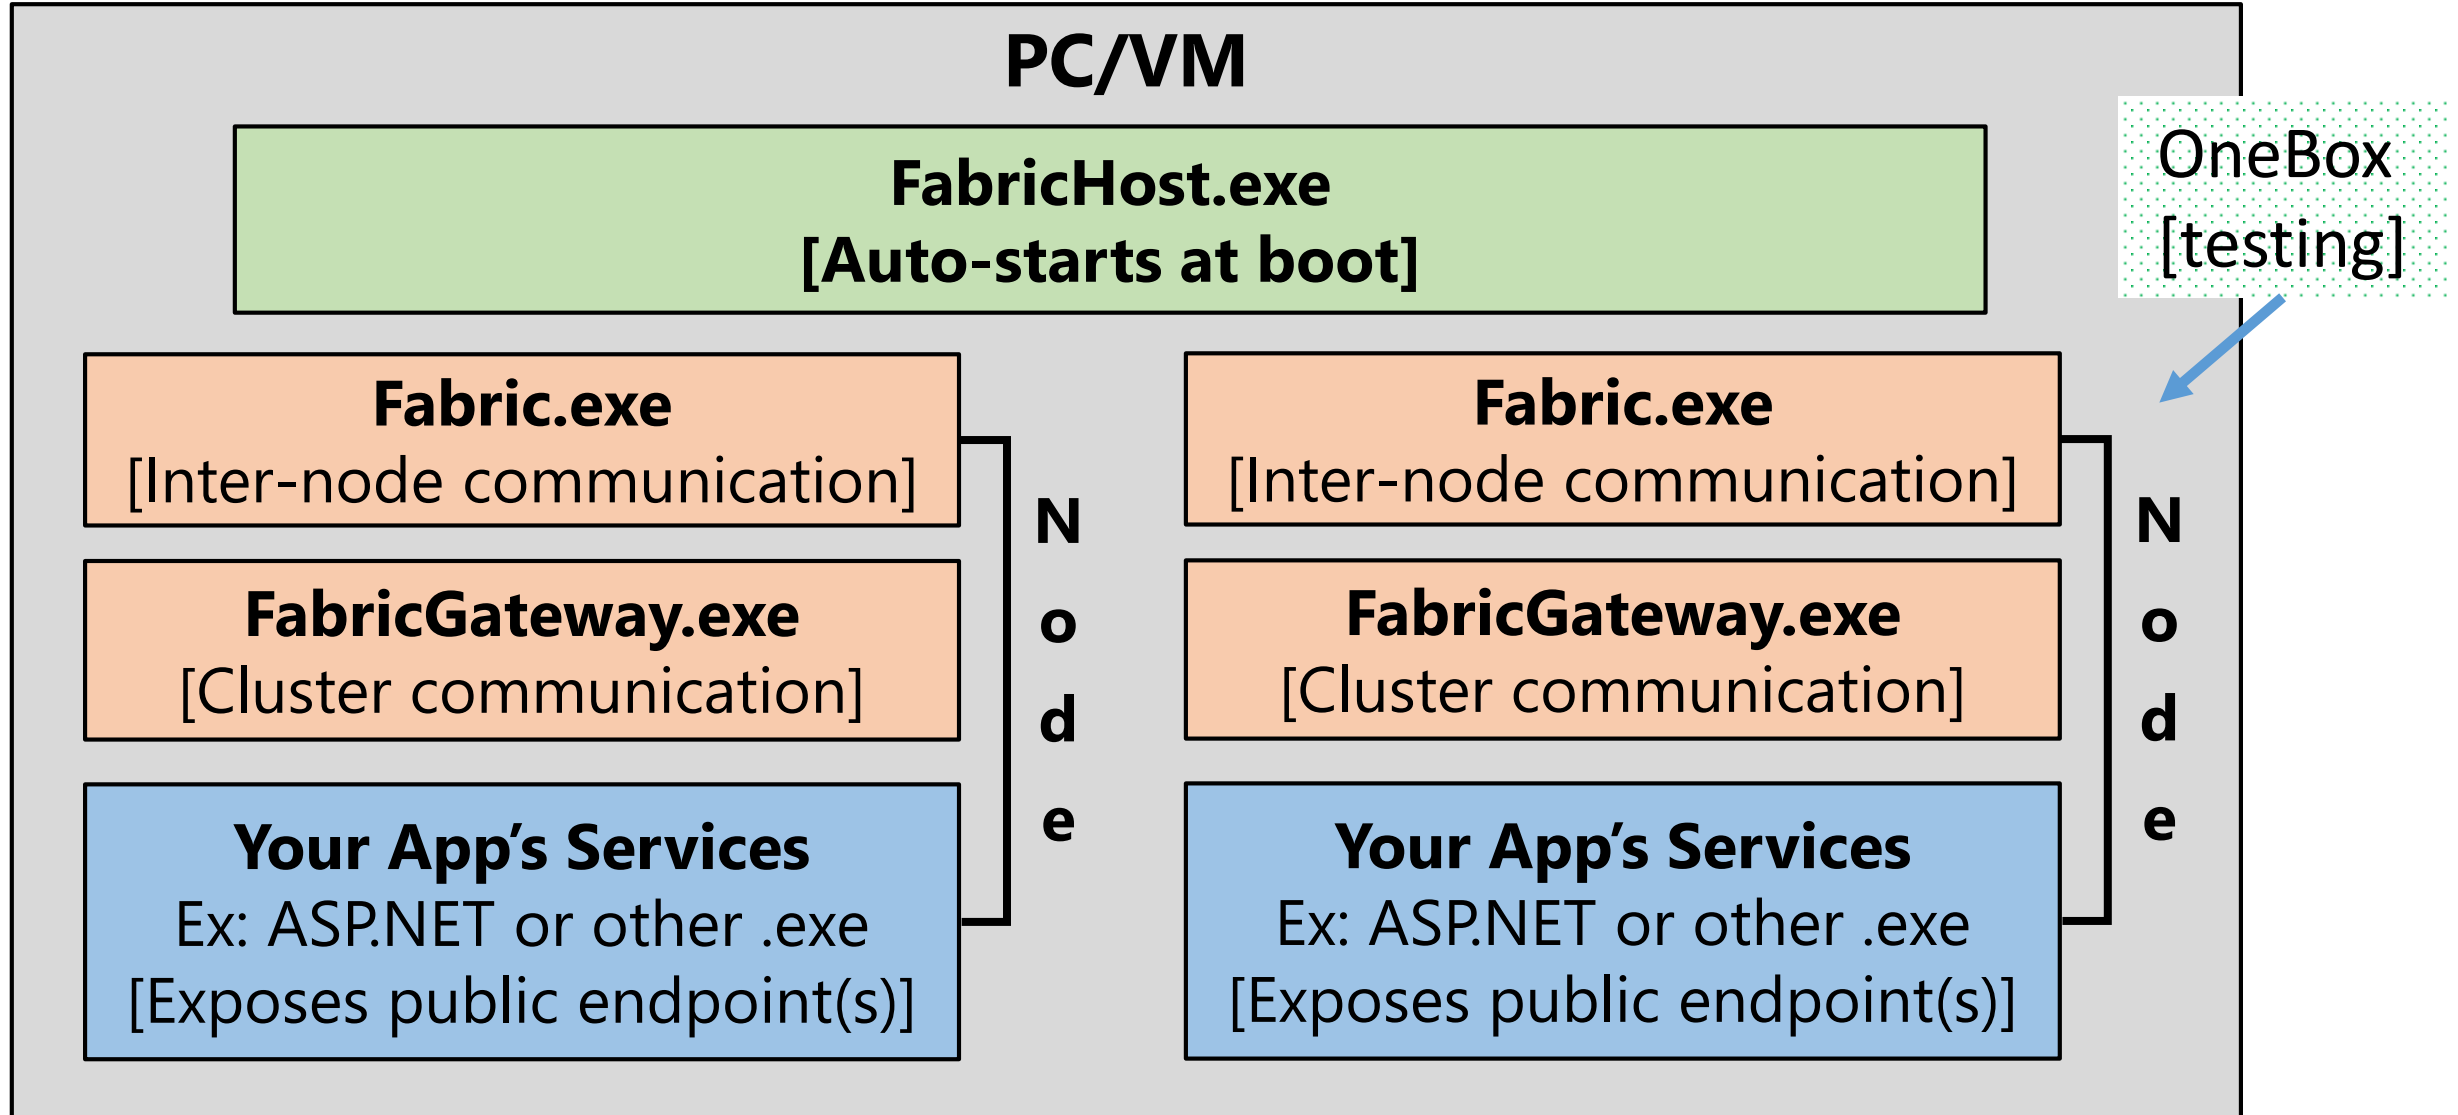 PC/VM
FabricHost.exe
[Auto-starts at boot]
OneBox
[testing]
Fabric.exe
[Inter-node communication]
FabricGateway.exe
[Cluster communication]
Your App’s Services
Ex: ASP.NET or other .exe
[Exposes public endpoint(s)]
Node
Fabric.exe
[Inter-node communication]
FabricGateway.exe
[Cluster communication]
Your App’s Services
Ex: ASP.NET or other .exe
[Exposes public endpoint(s)]
Node